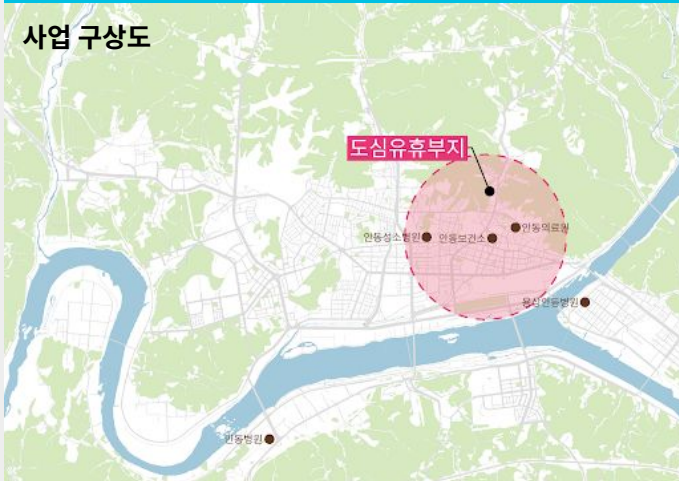 사업 구상도
도심유휴부지
안동성소병원
안동보건소
안동의료원
용상안동병원
안동병원